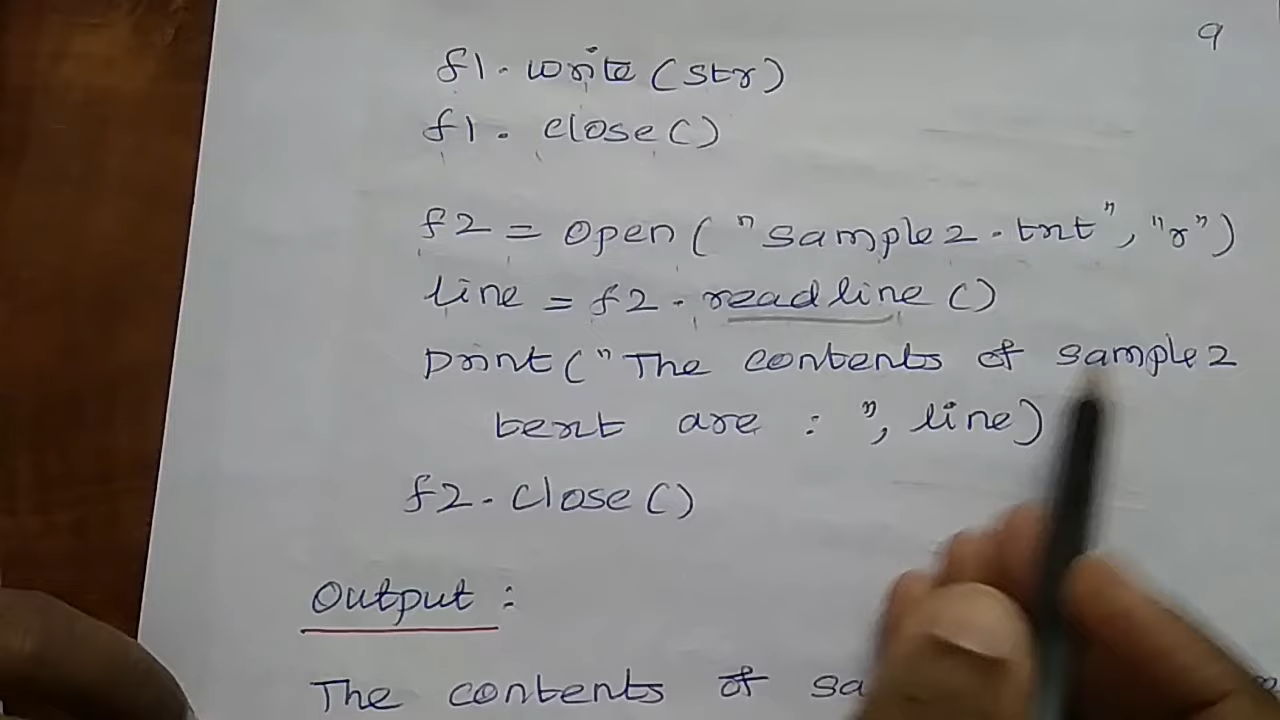 9
f1.write(str)
f1.close()
f2 = open("sample2.txt", "r")
line = f2.readline()
print("The contents of sample2
text are : ", line)
f2.close()
Output :
The contents of